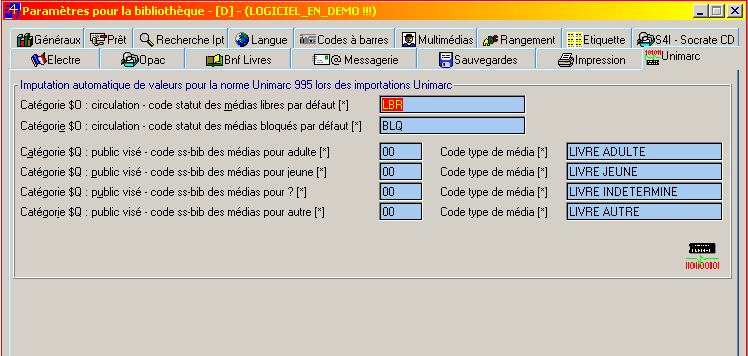 Paramètres pour la bibliothèque - [D] - (LOGICIEL_EN_DEMO !!!)
Généraux Prêt Recherche Ipt Langue Codes à barres Multimédias Rangement Etiquette S4I - Socrate CD
Electre Opac Bnf Livres @ Messagerie Sauvegardes Impression Unimarc
Imputation automatique de valeurs pour la norme Unimarc 995 lors des importations Unimarc
Catégorie $O : circulation - code statut des médias libres par défaut [*] LBR
Catégorie $O : circulation - code statut des médias bloqués par défaut [*] BLQ
Catégorie $Q : public visé - code ss-bib des médias pour adulte [*] 00 Code type de média [*] LIVRE ADULTE
Catégorie $Q : public visé - code ss-bib des médias pour jeune [*] 00 Code type de média [*] LIVRE JEUNE
Catégorie $Q : public visé - code ss-bib des médias pour ? [*] 00 Code type de média [*] LIVRE INDETERMINE
Catégorie $Q : public visé - code ss-bib des médias pour autre [*] 00 Code type de média [*] LIVRE AUTRE